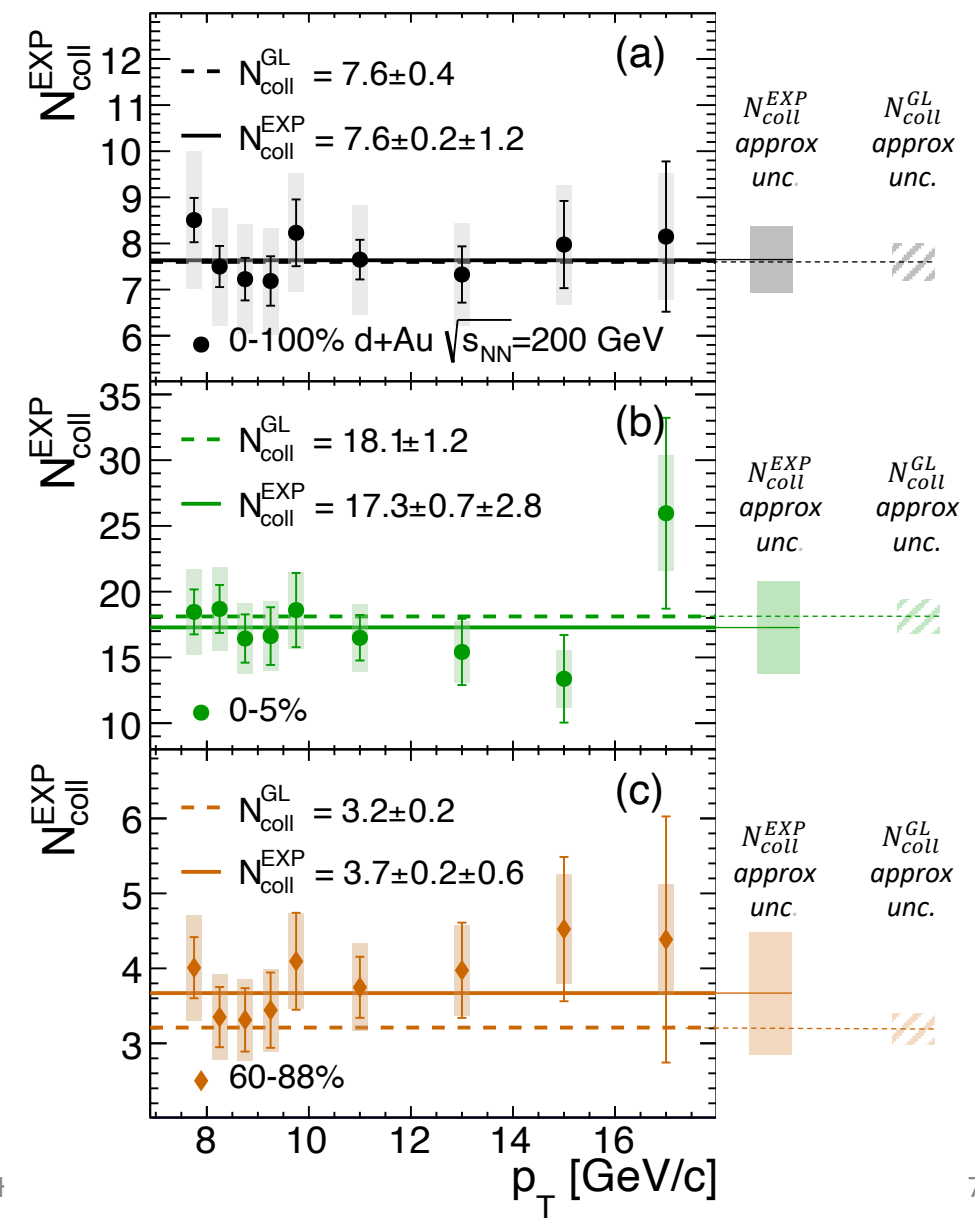 N_coll^EXP
12
11
10
9
8
7
6
(a)
N_coll^GL = 7.6±0.4
N_coll^EXP = 7.6±0.2±1.2
0-100% d+Au √s_NN=200 GeV
N_coll^EXP
approx
unc.
N_coll^GL
approx
unc.
N_coll^EXP
35
30
25
20
15
10
(b)
N_coll^GL = 18.1±1.2
N_coll^EXP = 17.3±0.7±2.8
0-5%
N_coll^EXP
approx
unc.
N_coll^GL
approx
unc.
N_coll^EXP
6
5
4
3
(c)
N_coll^GL = 3.2±0.2
N_coll^EXP = 3.7±0.2±0.6
60-88%
N_coll^EXP
approx
unc.
N_coll^GL
approx
unc.
8 10 12 14 16
p_T [GeV/c]